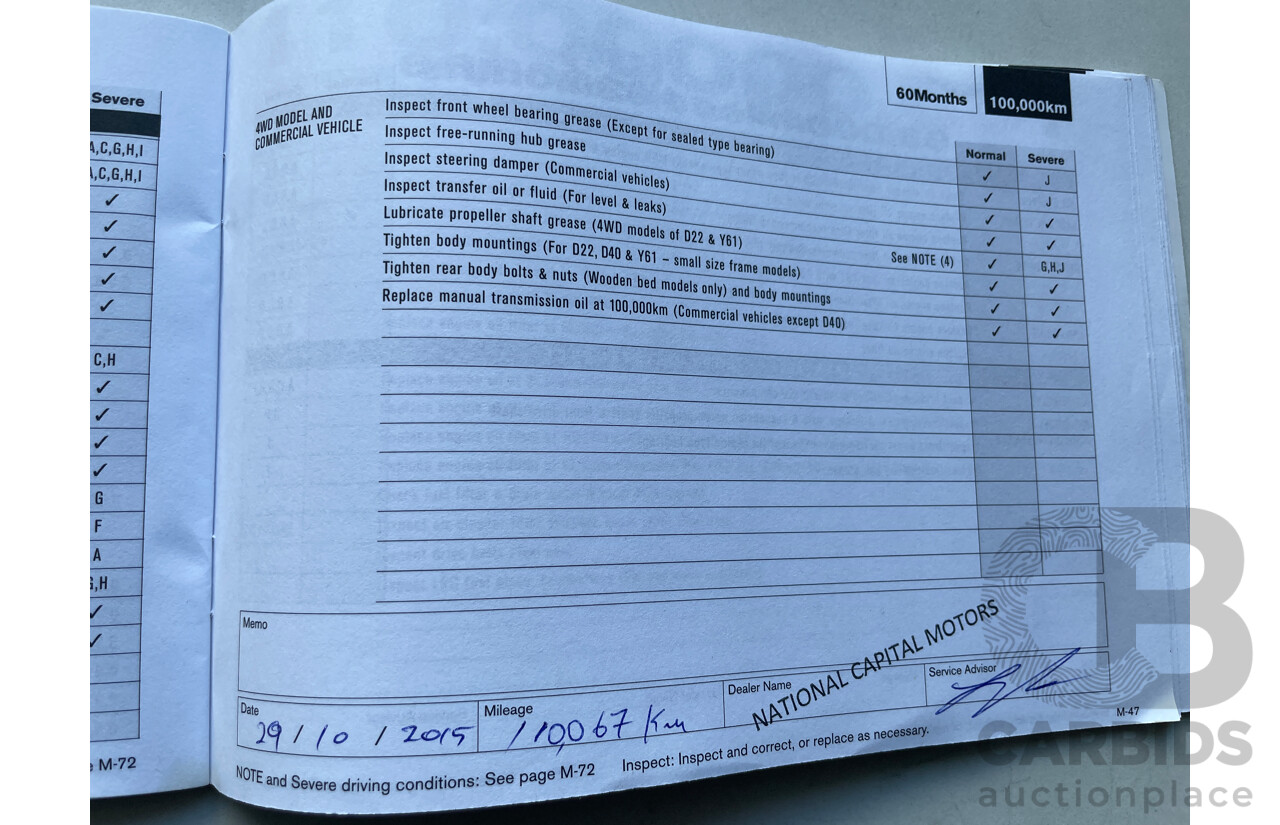 Severe
A,C,G,H,I
A,C,G,H,I
✓
✓
✓
✓
✓
C,H
✓
✓
✓
✓
G
F
A
G,H
✓
✓
M-72
60Months 100,000km
Normal Severe
4WD MODEL AND
COMMERCIAL VEHICLE
Inspect front wheel bearing grease (Except for sealed type bearing) ✓ J
Inspect free-running hub grease ✓ J
Inspect steering damper (Commercial vehicles) ✓ ✓
Inspect transfer oil or fluid (For level & leaks) ✓ ✓
Lubricate propeller shaft grease (4WD models of D22 & Y61) See NOTE (4) ✓ G,H,J
Tighten body mountings (For D22, D40 & Y61 – small size frame models) ✓ ✓
Tighten rear body bolts & nuts (Wooden bed models only) and body mountings ✓ ✓
Replace manual transmission oil at 100,000km (Commercial vehicles except D40) ✓ ✓
Memo
Date 29/10/2015
Mileage 110,067 Km
Dealer Name NATIONAL CAPITAL MOTORS
Service Advisor
M-47
NOTE and Severe driving conditions: See page M-72 Inspect: Inspect and correct, or replace as necessary.
CARBIDS
auctionplace